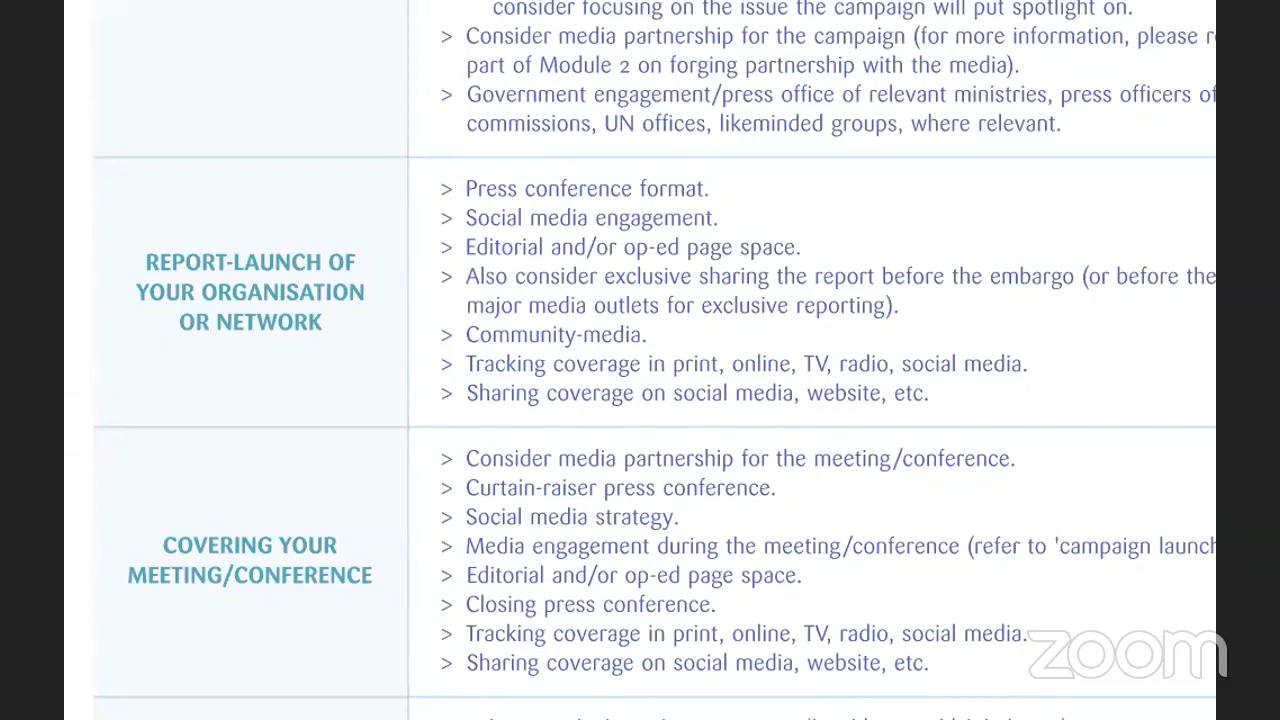 consider focusing on the issue the campaign will put spotlight on.
> Consider media partnership for the campaign (for more information, please
part of Module 2 on forging partnership with the media).
> Government engagement/press office of relevant ministries, press officers of
commissions, UN offices, likeminded groups, where relevant.
REPORT-LAUNCH OF
YOUR ORGANISATION
OR NETWORK
> Press conference format.
> Social media engagement.
> Editorial and/or op-ed page space.
> Also consider exclusive sharing the report before the embargo (or before the
major media outlets for exclusive reporting).
> Community-media.
> Tracking coverage in print, online, TV, radio, social media.
> Sharing coverage on social media, website, etc.
COVERING YOUR
MEETING/CONFERENCE
> Consider media partnership for the meeting/conference.
> Curtain-raiser press conference.
> Social media strategy.
> Media engagement during the meeting/conference (refer to 'campaign launch
> Editorial and/or op-ed page space.
> Closing press conference.
> Tracking coverage in print, online, TV, radio, social media.
> Sharing coverage on social media, website, etc.
zoom